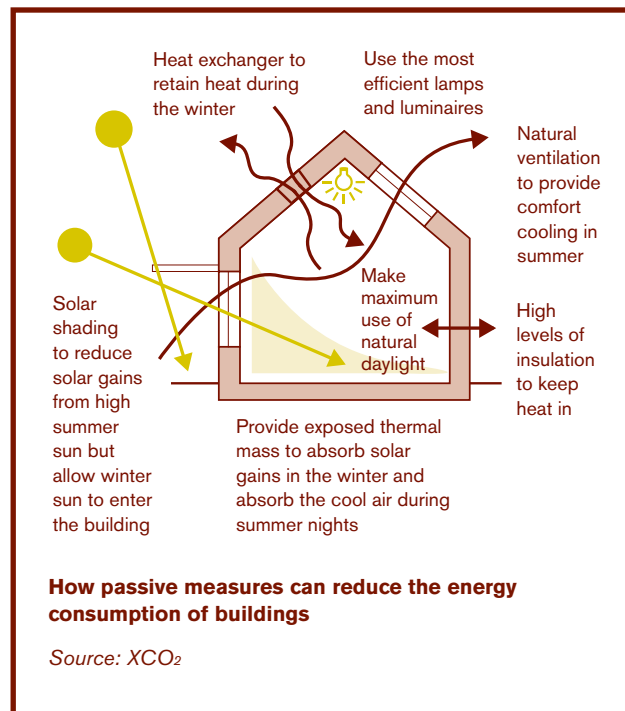 Heat exchanger to
retain heat during
the winter
Use the most
efficient lamps
and luminaires
Natural
ventilation
to provide
comfort
cooling in
summer
Make
maximum
use of
natural
daylight
Solar
shading
to reduce
solar gains
from high
summer
sun but
allow winter
sun to enter
the building
High
levels of
insulation
to keep
heat in
Provide exposed thermal
mass to absorb solar
gains in the winter and
absorb the cool air during
summer nights
How passive measures can reduce the energy
consumption of buildings
Source: XCO₂